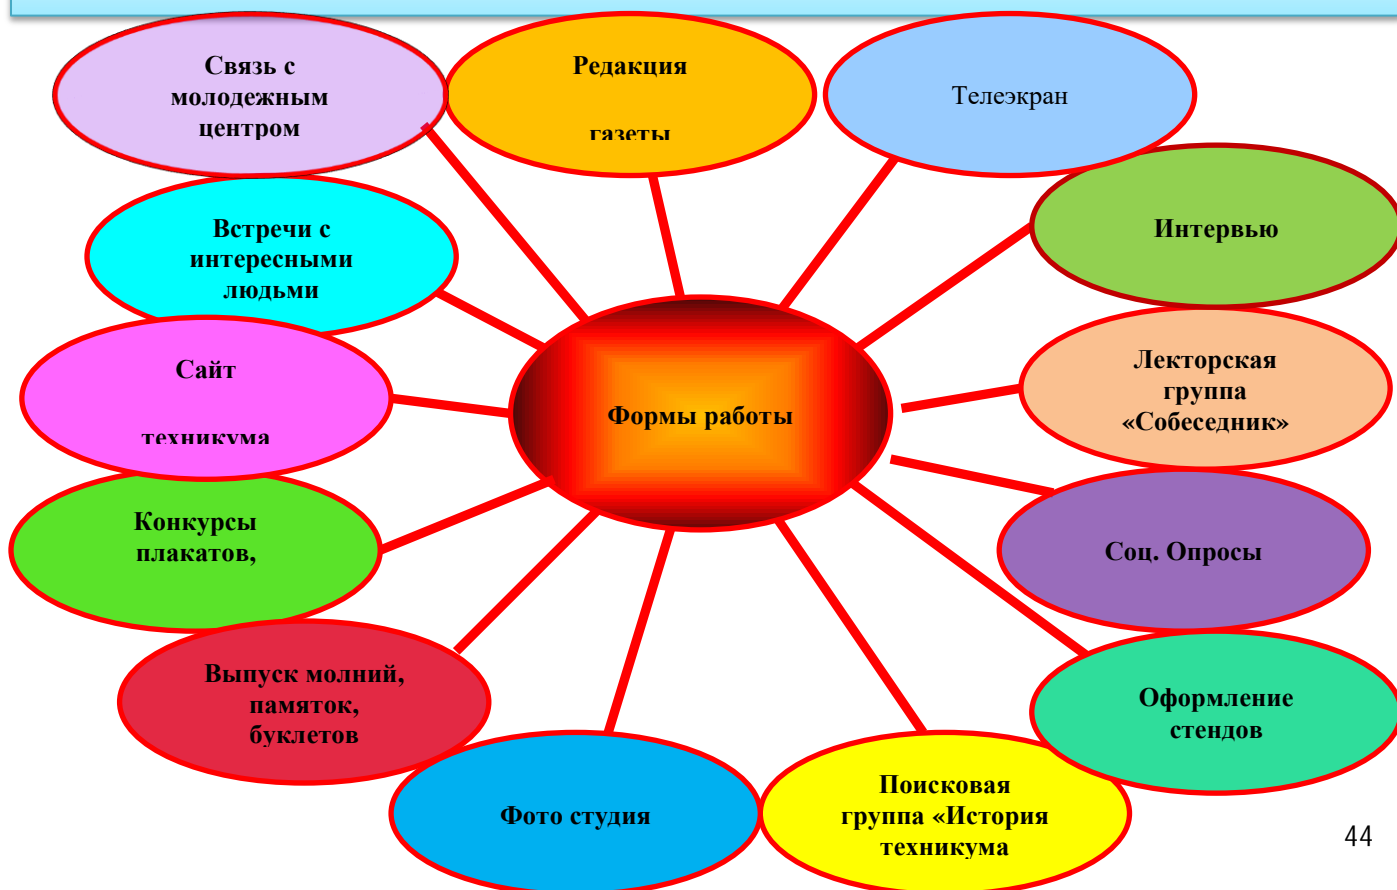 Связь с
молодежным
центром
Редакция
газеты
Телеэкран
Интервью
Встречи с
интересными
людьми
Сайт
техникума
Формы работы
Лекторская
группа
«Собеседник»
Конкурсы
плакатов,
Соц. Опросы
Выпуск молний,
памяток,
буклетов
Оформление
стендов
Фото студия
Поисковая
группа «История
техникума
44